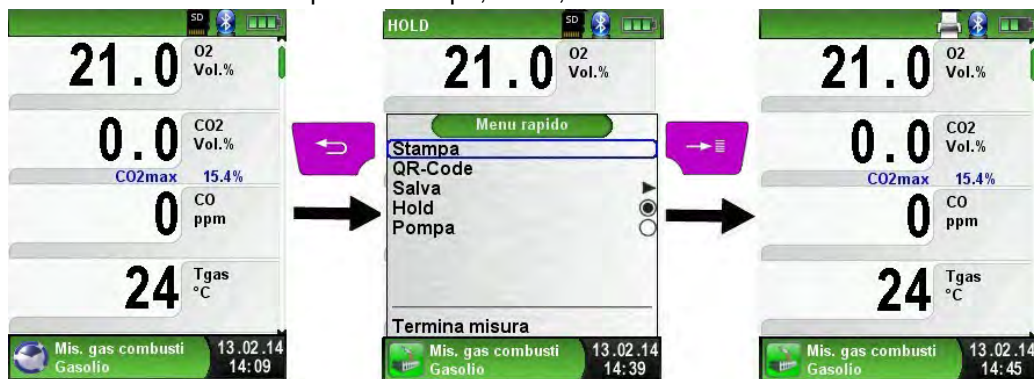 SD
21.0 O2 Vol.%
0.0 CO2 Vol.%
CO2max 15.4%
0 CO ppm
24 Tgas °C
Mis. gas combusti 13.02.14
Gasolio 14:09
HOLD SD
21.0 O2 Vol.%
Menu rapido
Stampa
QR-Code
Salva
Hold
Pompa
Termina misura
Mis. gas combusti 13.02.14
Gasolio 14:39
21.0 O2 Vol.%
0.0 CO2 Vol.%
CO2max 15.4%
0 CO ppm
24 Tgas °C
Mis. gas combusti 13.02.14
Gasolio 14:45